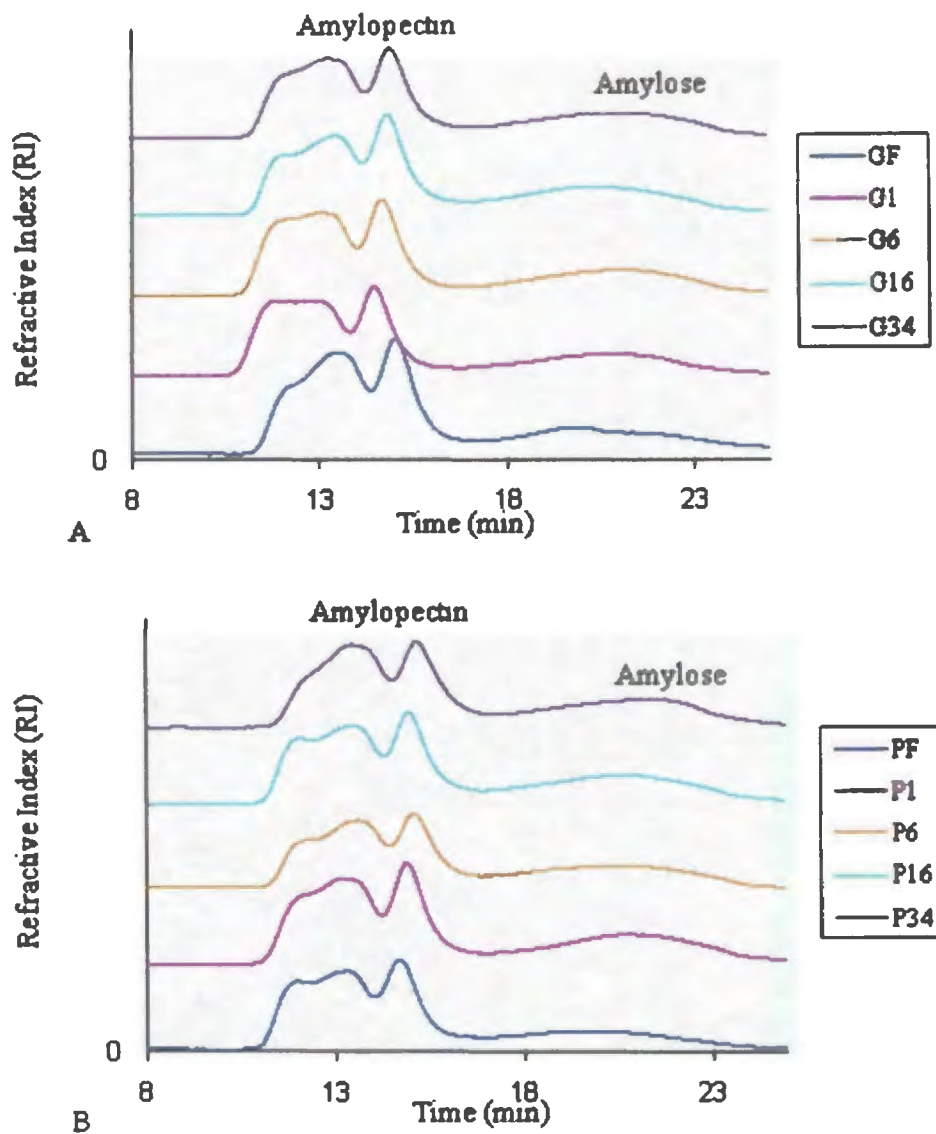 Amylopectin
Amylose
Refractive Index (RI)
GF
G1
G6
G16
G34
0
8
13
18
23
Time (min)
A
Amylopectin
Amylose
Refractive Index (RI)
PF
P1
P6
P16
P34
0
8
13
18
23
Time (min)
B